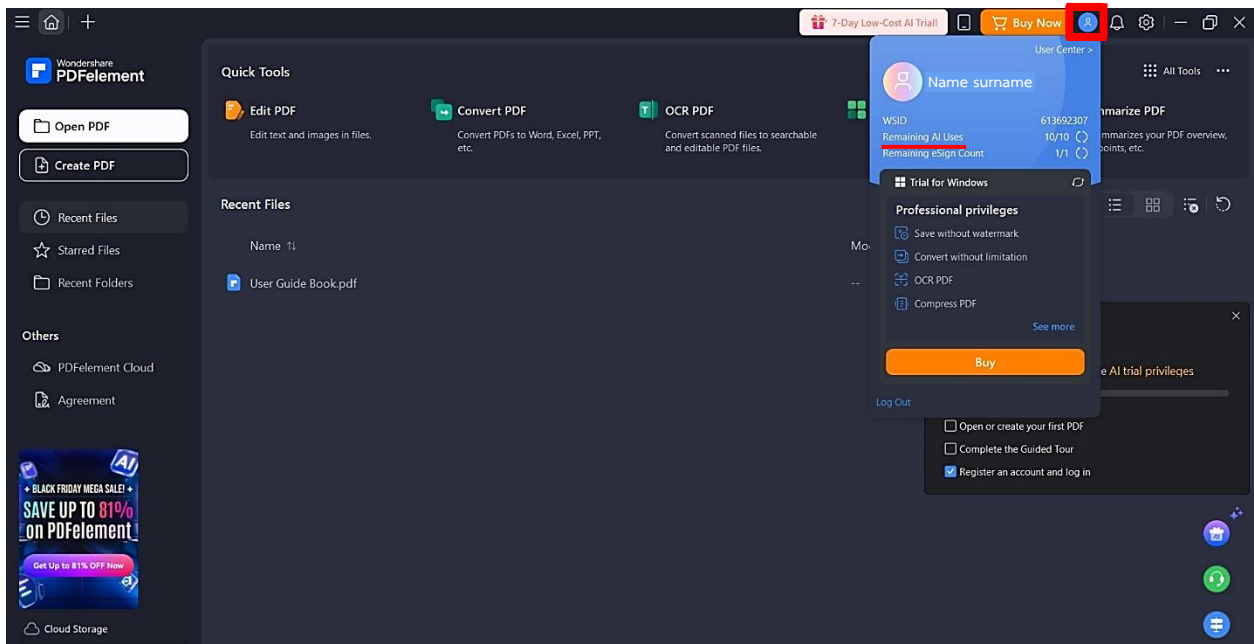 7-Day Low-Cost AI Trial!
Buy Now
Wondershare
PDFelement
Open PDF
Create PDF
Recent Files
Starred Files
Recent Folders
Others
PDFelement Cloud
Agreement
+ BLACK FRIDAY MEGA SALE! +
SAVE UP TO 81%
on PDFelement
Get Up to 81% OFF Now
Cloud Storage
Quick Tools
All Tools
Edit PDF
Edit text and images in files.
Convert PDF
Convert PDFs to Word, Excel, PPT,
etc.
OCR PDF
Convert scanned files to searchable
and editable PDF files.
PDF
PDF overview,
etc.
Recent Files
Name
User Guide Book.pdf
--
User Center >
Name surname
WSID 613692307
Remaining AI Uses 10/10
Remaining eSign Count 1/1
Trial for Windows
Professional privileges
Save without watermark
Convert without limitation
OCR PDF
Compress PDF
See more
Buy
Log Out
AI trial privileges
Open or create your first PDF
Complete the Guided Tour
Register an account and log in
AI